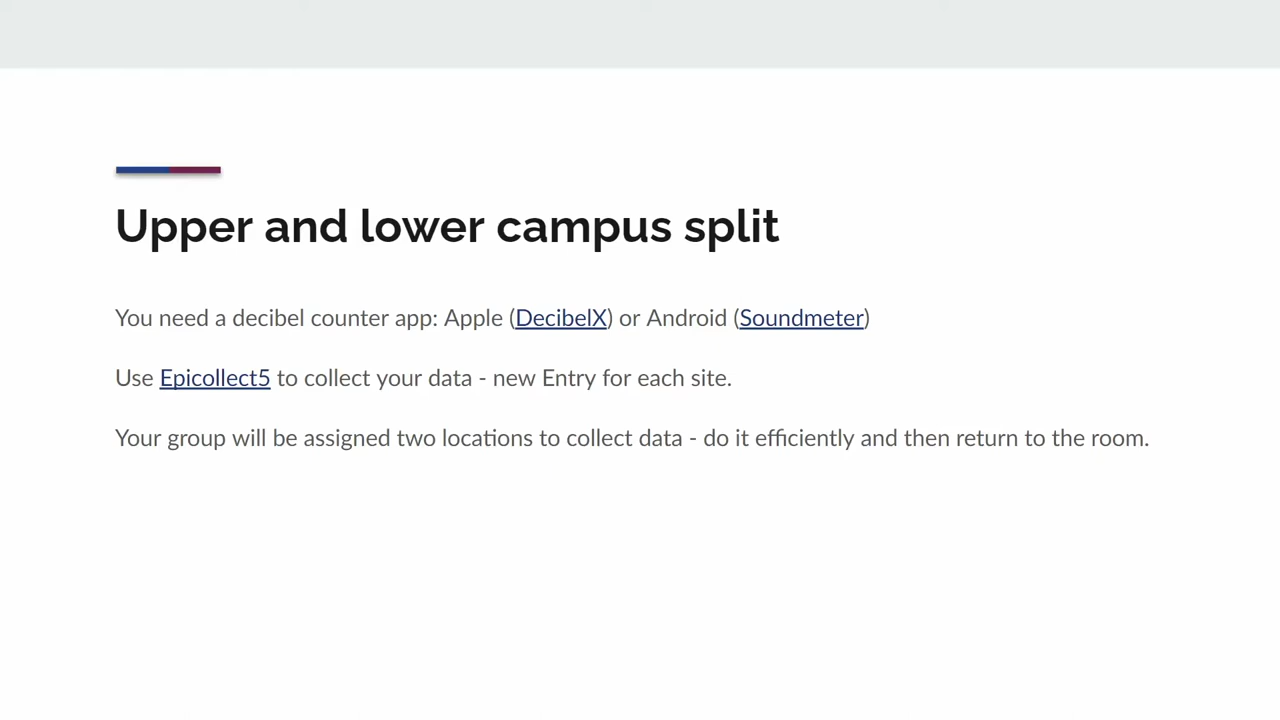 Upper and lower campus split
You need a decibel counter app: Apple (DecibelX) or Android (Soundmeter)
Use Epicollect5 to collect your data - new Entry for each site.
Your group will be assigned two locations to collect data - do it efficiently and then return to the room.